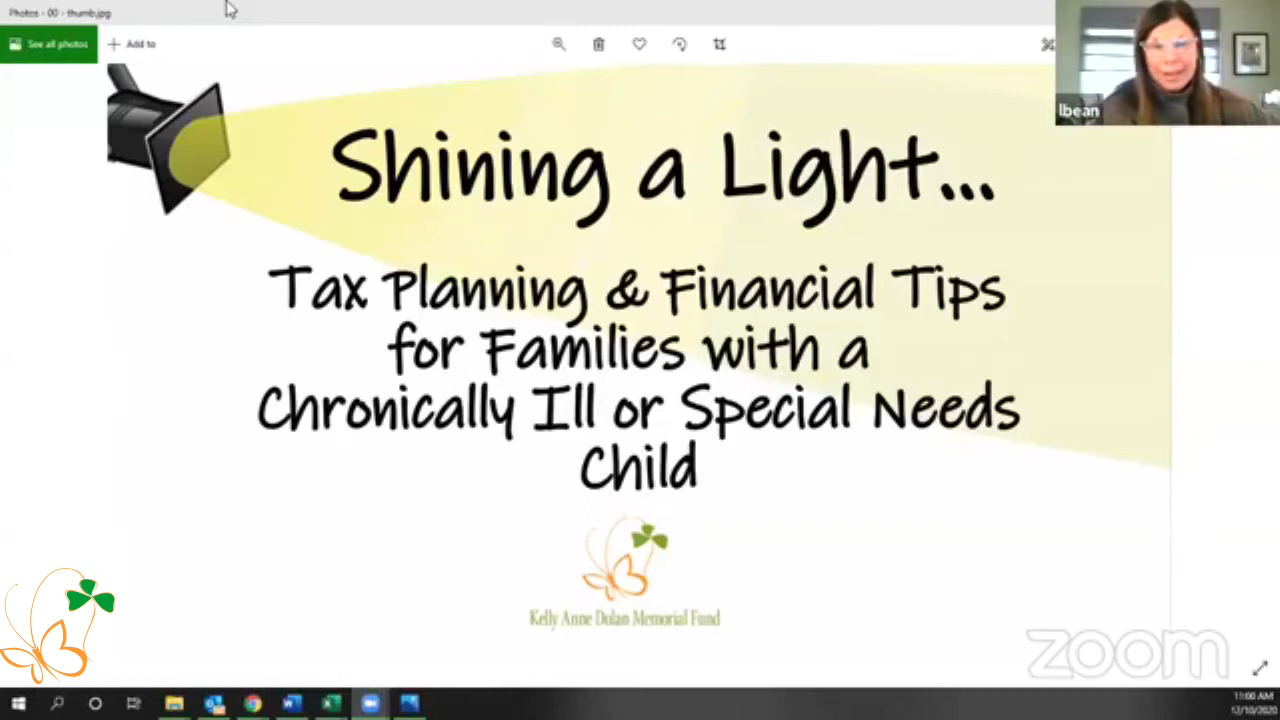 Photos - 00 - thumb.jpg
See all photos
Add to
lbean
Shining a Light...
Tax Planning & Financial Tips
for Families with a
Chronically Ill or Special Needs
Child
Kelly Anne Dolan Memorial Fund
zoom
11:00 AM
12/10/2020